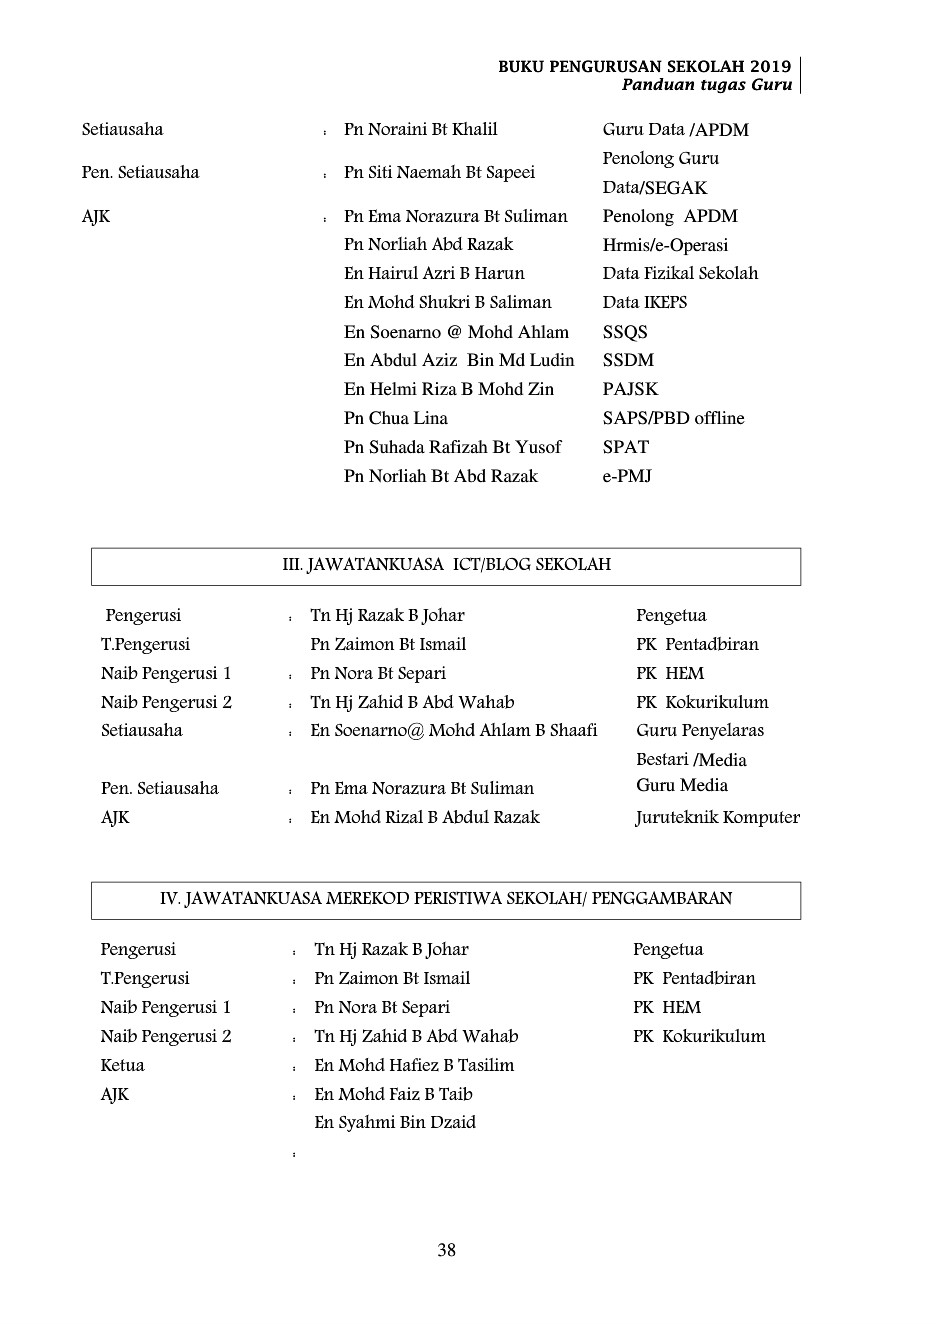 BUKU PENGURUSAN SEKOLAH 2019
Panduan tugas Guru
Setiausaha : Pn Noraini Bt Khalil Guru Data /APDM
Pen. Setiausaha : Pn Siti Naemah Bt Sapeei Penolong Guru
Data/SEGAK
AJK : Pn Ema Norazura Bt Suliman Penolong APDM
Pn Norliah Abd Razak Hrmis/e-Operasi
En Hairul Azri B Harun Data Fizikal Sekolah
En Mohd Shukri B Saliman Data IKEPS
En Soenarno @ Mohd Ahlam SSQS
En Abdul Aziz Bin Md Ludin SSDM
En Helmi Riza B Mohd Zin PAJSK
Pn Chua Lina SAPS/PBD offline
Pn Suhada Rafizah Bt Yusof SPAT
Pn Norliah Bt Abd Razak e-PMJ
III. JAWATANKUASA ICT/BLOG SEKOLAH
Pengerusi : Tn Hj Razak B Johar Pengetua
T.Pengerusi Pn Zaimon Bt Ismail PK Pentadbiran
Naib Pengerusi 1 : Pn Nora Bt Separi PK HEM
Naib Pengerusi 2 : Tn Hj Zahid B Abd Wahab PK Kokurikulum
Setiausaha : En Soenarno@ Mohd Ahlam B Shaafi Guru Penyelaras
Bestari /Media
Pen. Setiausaha : Pn Ema Norazura Bt Suliman Guru Media
AJK : En Mohd Rizal B Abdul Razak Juruteknik Komputer
IV. JAWATANKUASA MEREKOD PERISTIWA SEKOLAH/ PENGGAMBARAN
Pengerusi : Tn Hj Razak B Johar Pengetua
T.Pengerusi : Pn Zaimon Bt Ismail PK Pentadbiran
Naib Pengerusi 1 : Pn Nora Bt Separi PK HEM
Naib Pengerusi 2 : Tn Hj Zahid B Abd Wahab PK Kokurikulum
Ketua : En Mohd Hafiez B Tasilim
AJK : En Mohd Faiz B Taib
En Syahmi Bin Dzaid
:
38